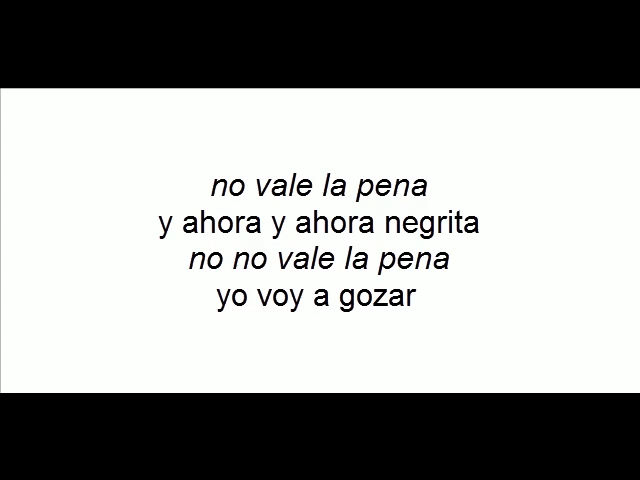 no vale la pena
y ahora y ahora negrita
no no vale la pena
yo voy a gozar